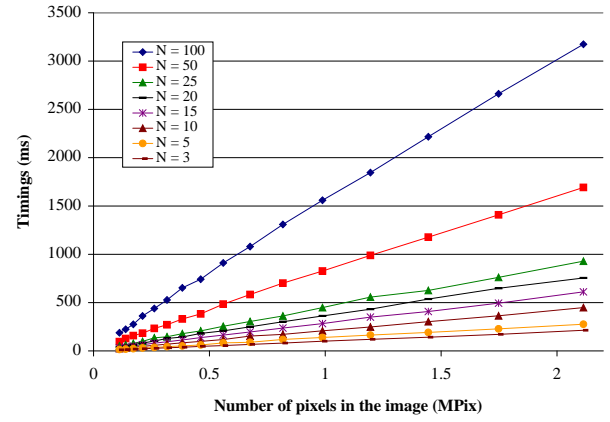 3500
3000
2500
2000
1500
1000
500
0
Timings (ms)
N = 100
N = 50
N = 25
N = 20
N = 15
N = 10
N = 5
N = 3
0 0.5 1 1.5 2
Number of pixels in the image (MPix)